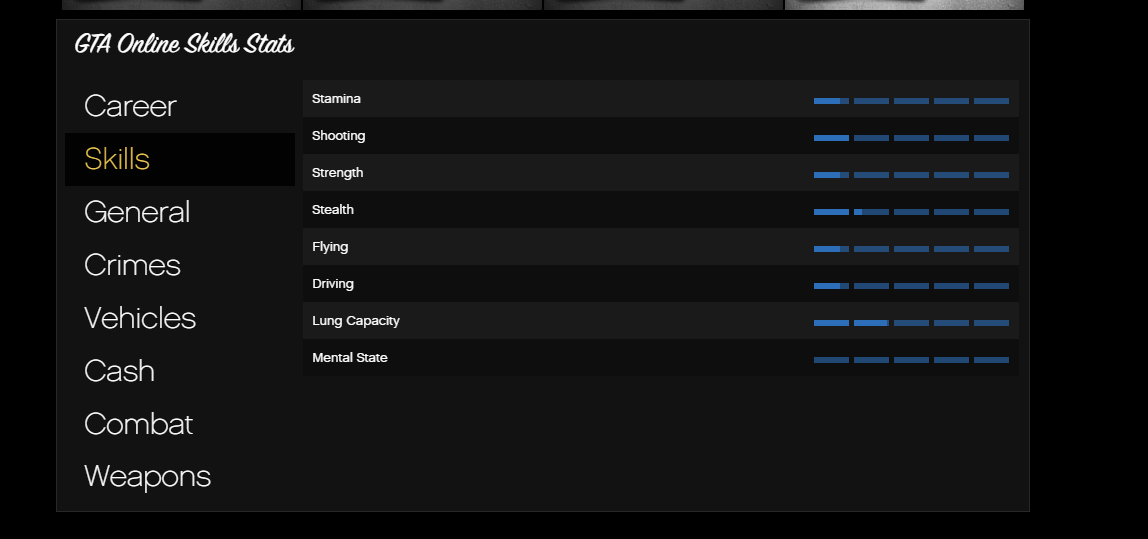 GTA Online Skills Stats
Career
Skills
General
Crimes
Vehicles
Cash
Combat
Weapons
Stamina
Shooting
Strength
Stealth
Flying
Driving
Lung Capacity
Mental State